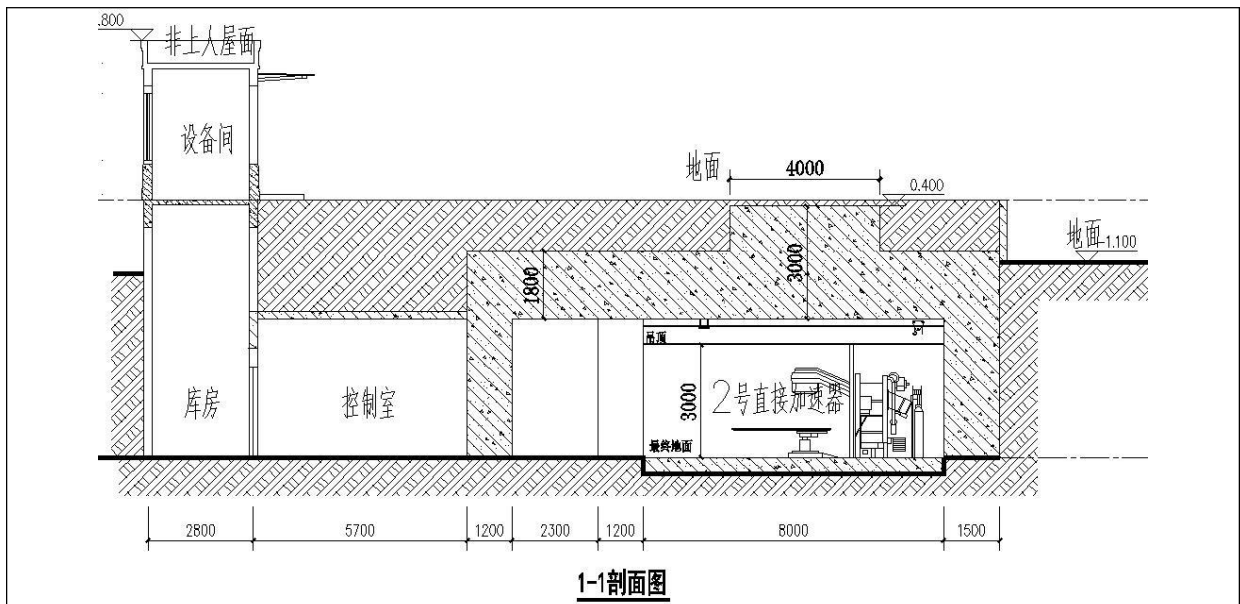 .800
非上人屋面
设备间
地面
4000
0.400
地面
-1.100
1800
3000
吊顶
库房
控制室
3000
2号直接加速器
最终地面
2800
5700
1200
2300
1200
8000
1500
1-1剖面图